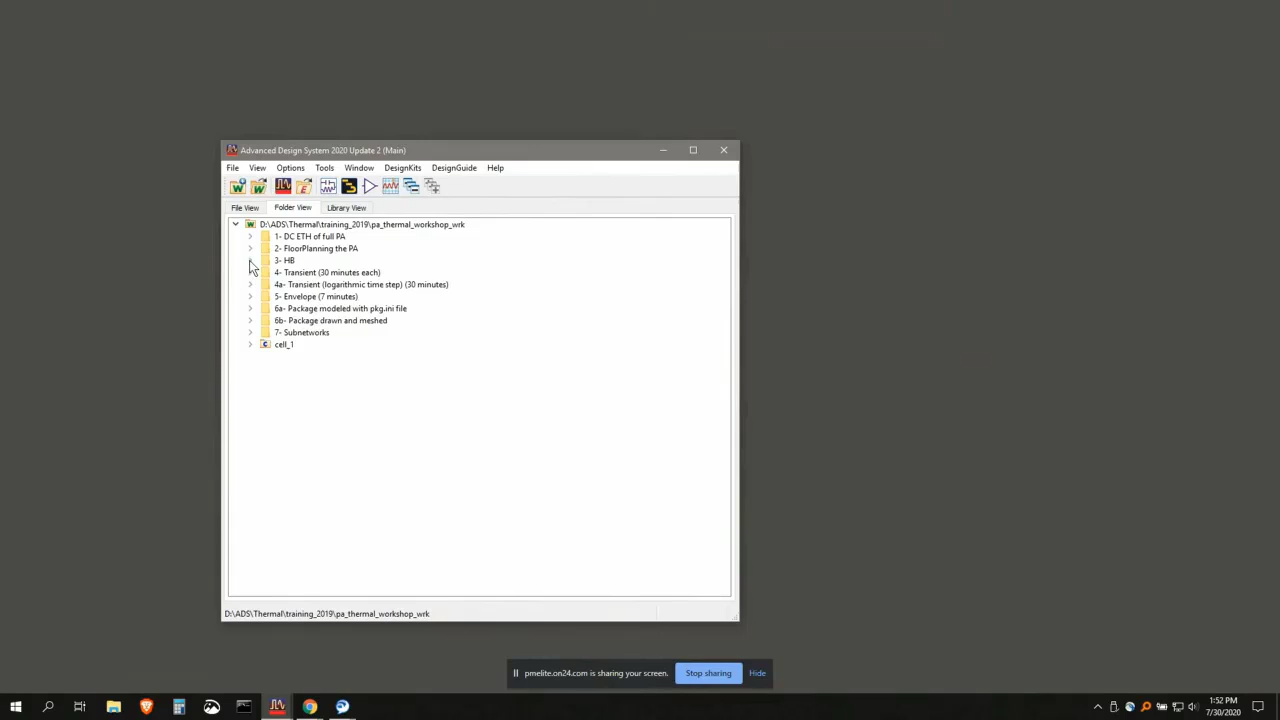 Advanced Design System 2020 Update 2 (Main)
File View Options Tools Window DesignKits DesignGuide Help
File View Folder View Library View
D:\ADS\Thermal\training_2019\pa_thermal_workshop_wrk
1- DC ETH of full PA
2- FloorPlanning the PA
3- HB
4- Transient (30 minutes each)
4a- Transient (logarithmic time step) (30 minutes)
5- Envelope (7 minutes)
6a- Package modeled with pkg.ini file
6b- Package drawn and meshed
7- Subnetworks
cell_1
D:\ADS\Thermal\training_2019\pa_thermal_workshop_wrk
pmelite.on24.com is sharing your screen. Stop sharing Hide
1:52 PM
7/30/2020